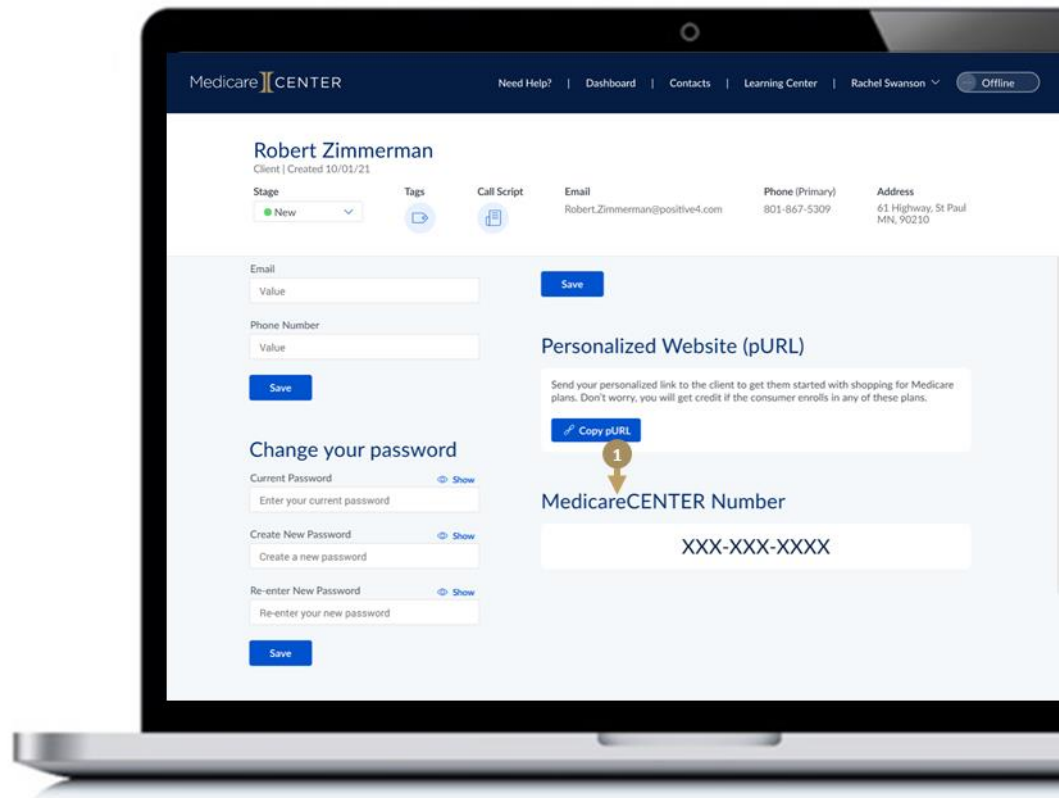 MedicareCENTER
Need Help? | Dashboard | Contacts | Learning Center | Rachel Swanson Offline
Robert Zimmerman
Client | Created 10/01/21
Stage
New
Tags
Call Script
Email
Robert.Zimmerman@positive4.com
Phone (Primary)
801-867-5309
Address
61 Highway, St Paul
MN, 90210
Email
Value
Phone Number
Value
Save
Change your password
Current Password Show
Enter your current password
Create New Password Show
Create a new password
Re-enter New Password Show
Re-enter your new password
Save
Save
Personalized Website (pURL)
Send your personalized link to the client to get them started with shopping for Medicare
plans. Don't worry, you will get credit if the consumer enrolls in any of these plans.
Copy pURL
1
MedicareCENTER Number
XXX-XXX-XXXX